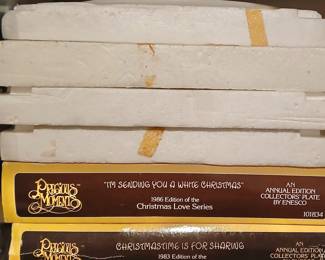 Precious
Moments
"I'M SENDING YOU A WHITE CHRISTMAS"
1986 Edition of the
Christmas Love Series
AN
ANNUAL EDITION
COLLECTORS' PLATE
BY ENESCO
101834
Precious
Moments
CHRISTMASTIME IS FOR SHARING
1983 Edition of the
AN
ANNUAL EDITION
COLLECTORS' PLATE